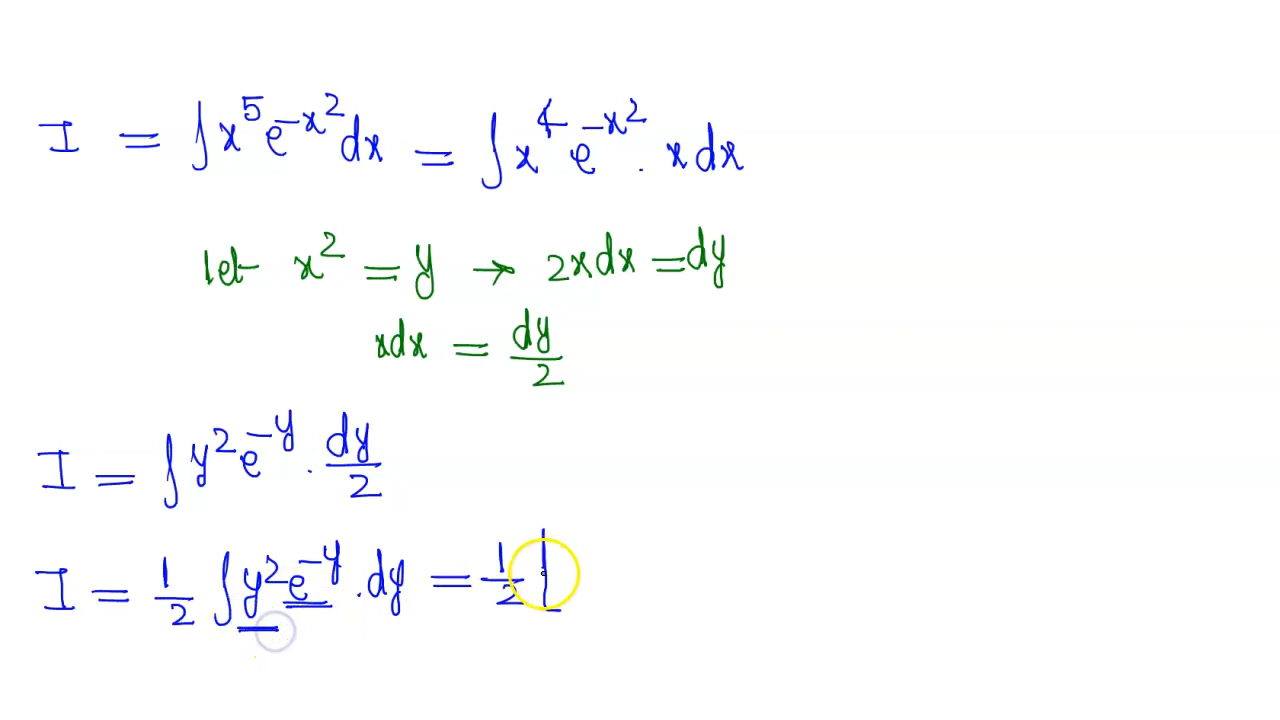 I = ∫x⁵e^{-x²}dx = ∫x⁴e^{-x²} . xdx
let x² = y → 2xdx = dy
xdx = dy/2
I = ∫y²e^{-y} . dy/2
I = 1/2 ∫y²e^{-y} . dy = 1/2 [